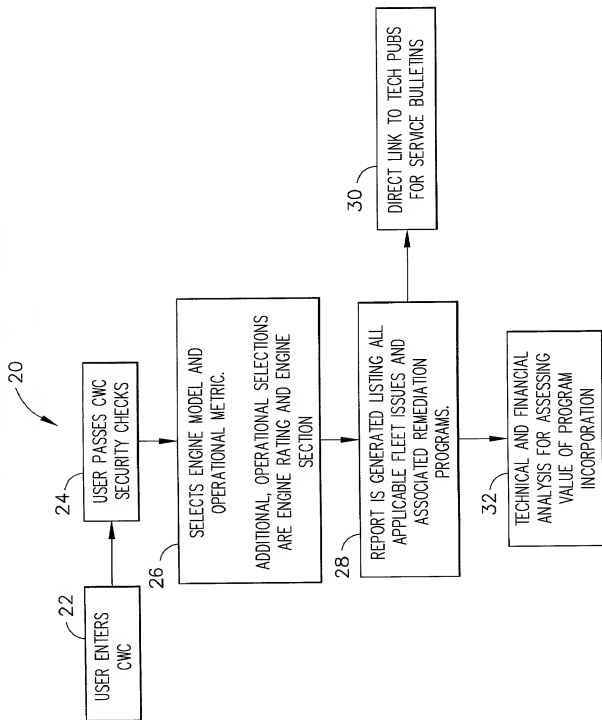 20
22
USER ENTERS
CWC
24
USER PASSES CWC
SECURITY CHECKS
26
SELECTS ENGINE MODEL AND
OPERATIONAL METRIC.
ADDITIONAL, OPERATIONAL SELECTIONS
ARE ENGINE RATING AND ENGINE
SECTION
28
REPORT IS GENERATED LISTING ALL
APPLICABLE FLEET ISSUES AND
ASSOCIATED REMEDIATION
PROGRAMS.
30
DIRECT LINK TO TECH PUBS
FOR SERVICE BULLETINS
32
TECHNICAL AND FINANCIAL
ANALYSIS FOR ASSESSING
VALUE OF PROGRAM
INCORPORATION